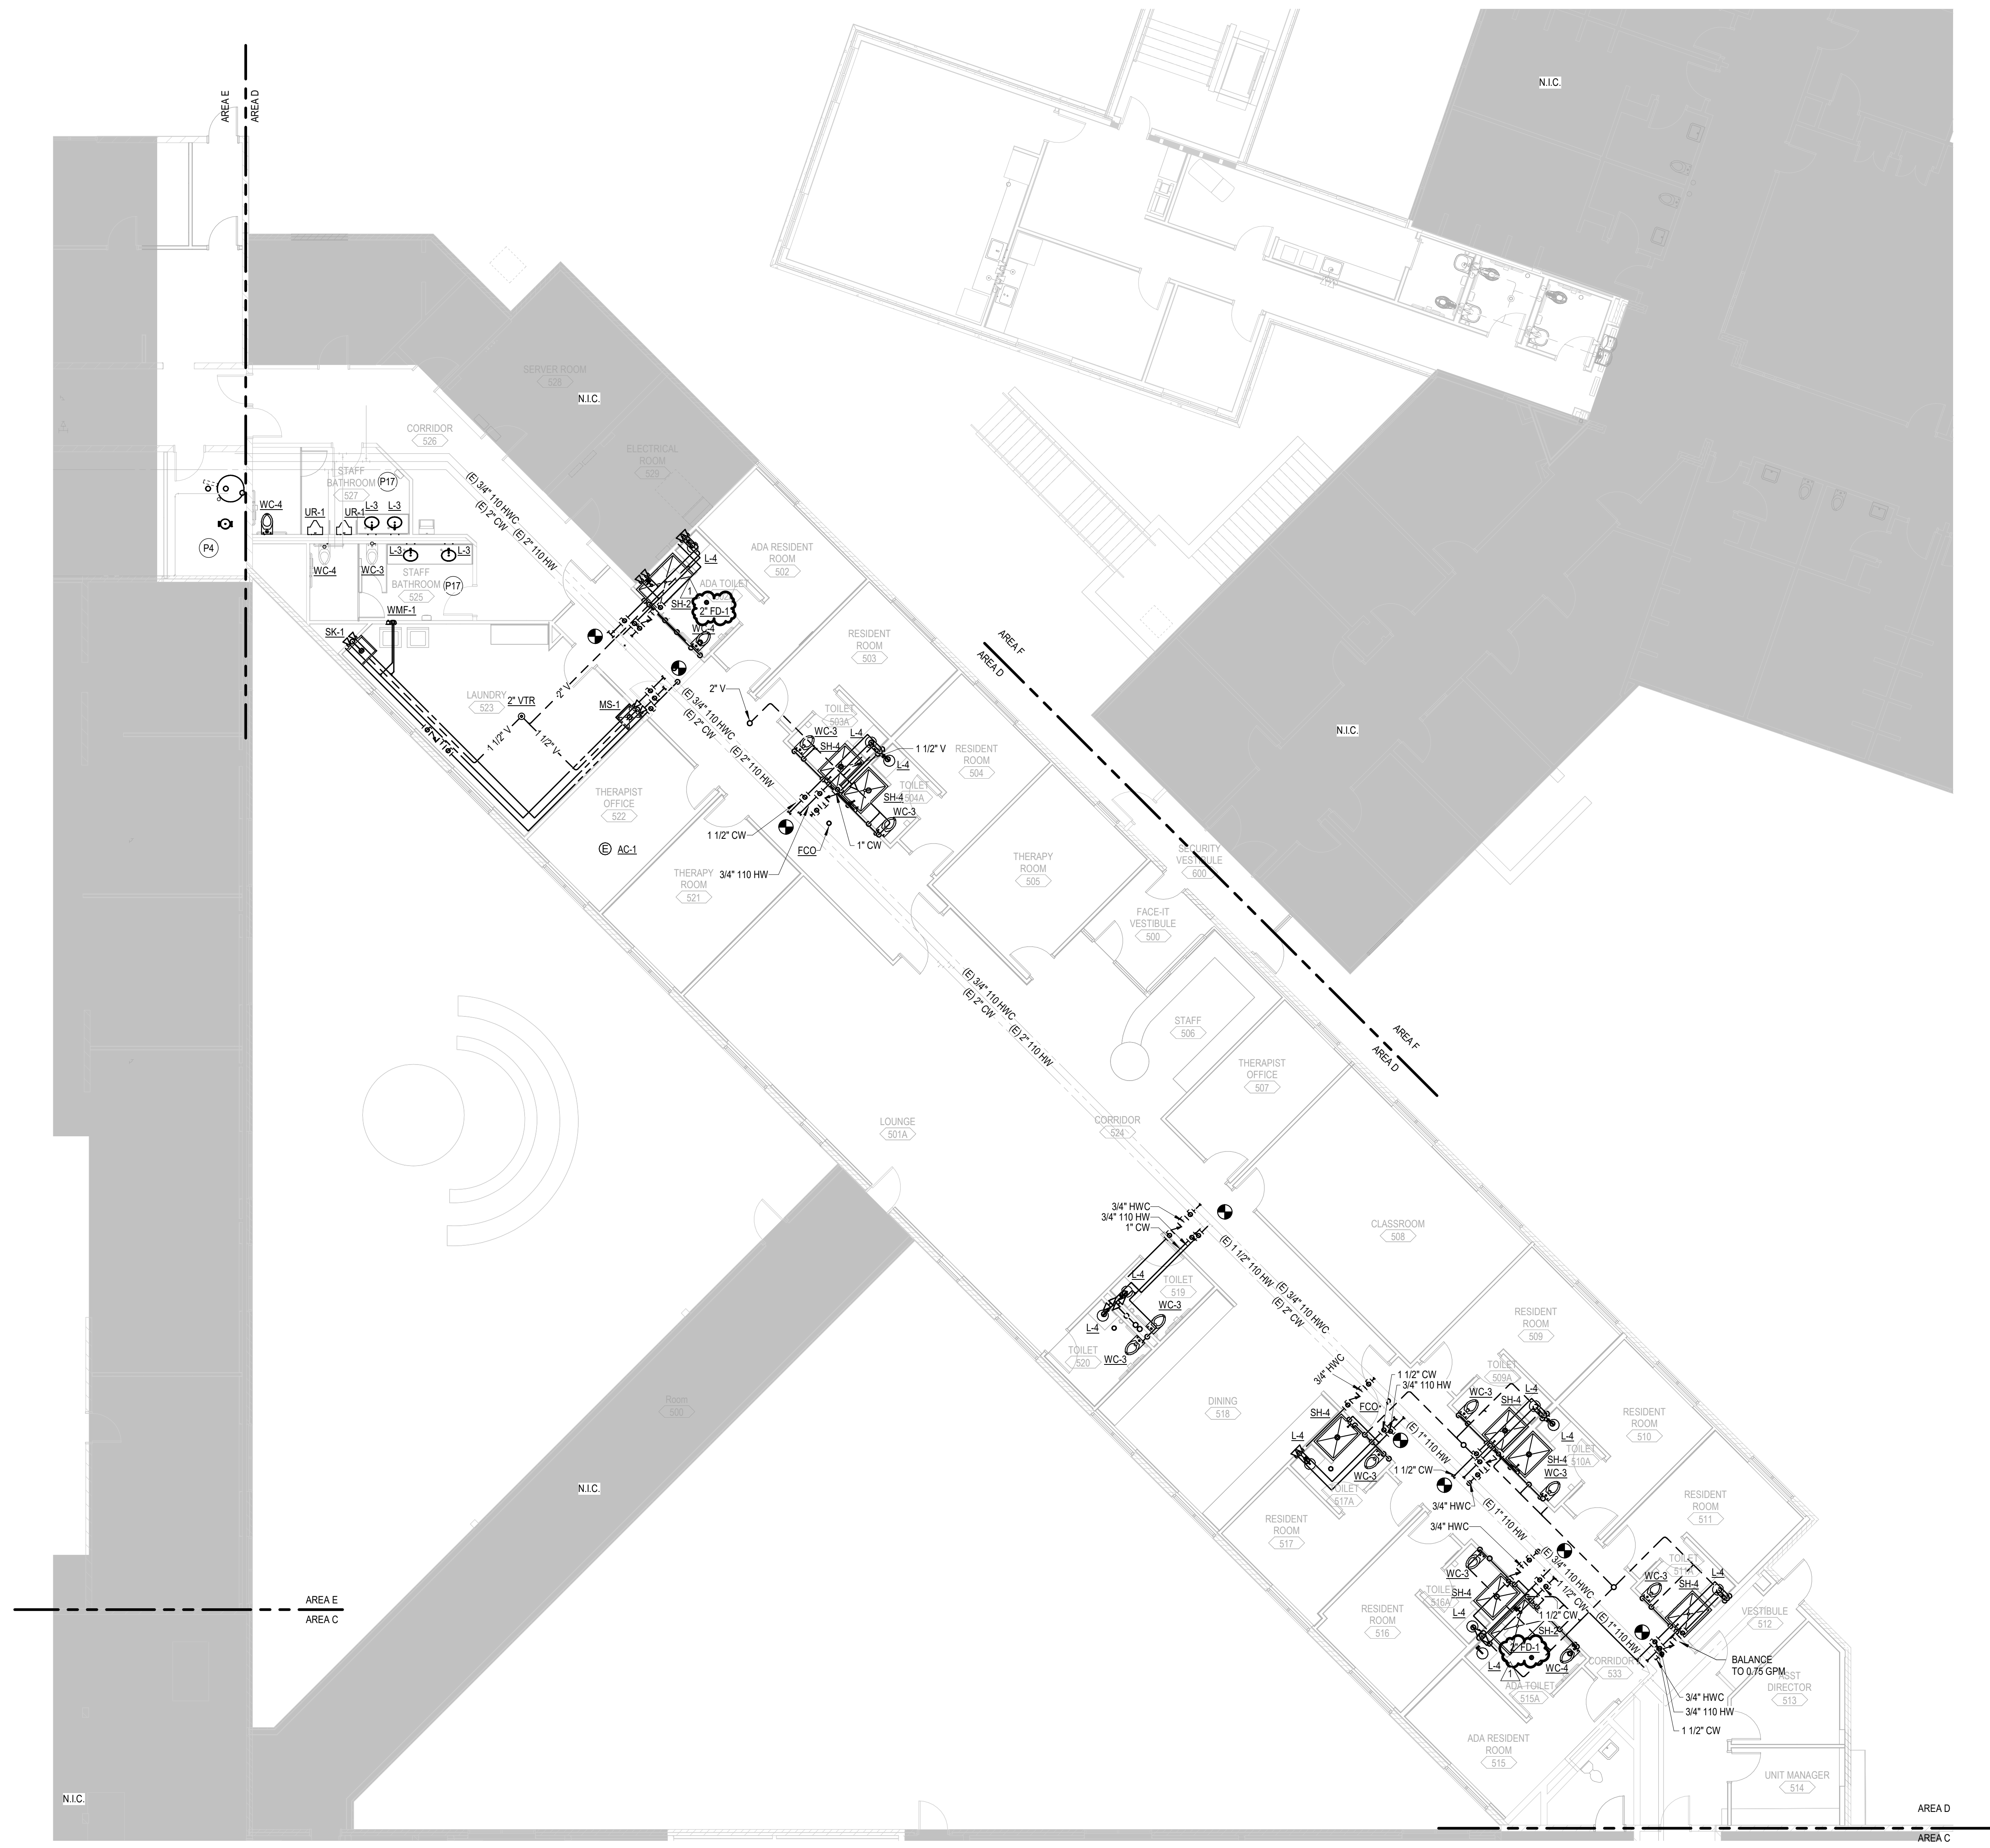 N.I.C.
AREA E
AREA D
SERVER ROOM
528
N.I.C.
CORRIDOR
526
ELECTRICAL
ROOM
529
STAFF
BATHROOM
527
P17
(E) 3/4" 110 HWC
(E) 2" CW
(E) 2" 110 HW
WC-4
UR-1
UR-1
L-3
L-3
P4
L-3
L-3
WC-4
WC-3
STAFF
BATHROOM
525
P17
WMF-1
SK-1
L-4
ADA RESIDENT
ROOM
502
ADA TOILET
1
SH-2
2" FD-1
WC-4
RESIDENT
ROOM
503
AREA F
AREA D
LAUNDRY
523
2" VTR
2" V
1 1/2" V
1 1/2" V
MS-1
(E) 3/4" 110 HWC
(E) 2" CW
(E) 2" 110 HW
2" V
TOILET
503A
WC-3
SH-4
L-4
1 1/2" V
L-4
RESIDENT
ROOM
504
TOILET
504A
SH-4
WC-3
N.I.C.
THERAPIST
OFFICE
522
1 1/2" CW
1" CW
FCO
3/4" 110 HW
E
AC-1
THERAPY
ROOM
521
THERAPY
ROOM
505
SECURITY
VESTIBULE
600
FACE-IT
VESTIBULE
500
(E) 3/4" 110 HWC
(E) 2" CW
(E) 2" 110 HW
STAFF
506
AREA F
AREA D
THERAPIST
OFFICE
507
LOUNGE
501A
CORRIDOR
524
3/4" HWC
3/4" 110 HW
1" CW
CLASSROOM
508
(E) 1 1/2" 110 HW
(E) 3/4" 110 HWC
(E) 2" CW
L-4
TOILET
519
WC-3
L-4
TOILET
520
WC-3
RESIDENT
ROOM
509
3/4" HWC
1 1/2" CW
3/4" 110 HW
TOILET
509A
WC-3
L-4
SH-4
Room
500
DINING
518
SH-4
FCO
L-4
(E) 1" 110 HW
L-4
TOILET
510A
SH-4
WC-3
RESIDENT
ROOM
510
WC-3
1 1/2" CW
TOILET
517A
3/4" HWC
N.I.C.
RESIDENT
ROOM
517
(E) 1" 110 HW
3/4" HWC
RESIDENT
ROOM
511
(E) 3/4" 110 HWC
1 1/2" CW
(E) 1" 110 HW
TOILET
511A
WC-3
L-4
SH-4
WC-3
TOILET
516A
SH-4
L-4
1 1/2" CW
SH-2
2" FD-1
L-4
1
WC-4
RESIDENT
ROOM
516
VESTIBULE
512
AREA E
AREA C
ADA TOILET
515A
CORRIDOR
533
BALANCE
TO 0.75 GPM
ASST
DIRECTOR
513
3/4" HWC
3/4" 110 HW
1 1/2" CW
ADA RESIDENT
ROOM
515
UNIT MANAGER
514
N.I.C.
AREA D
AREA C